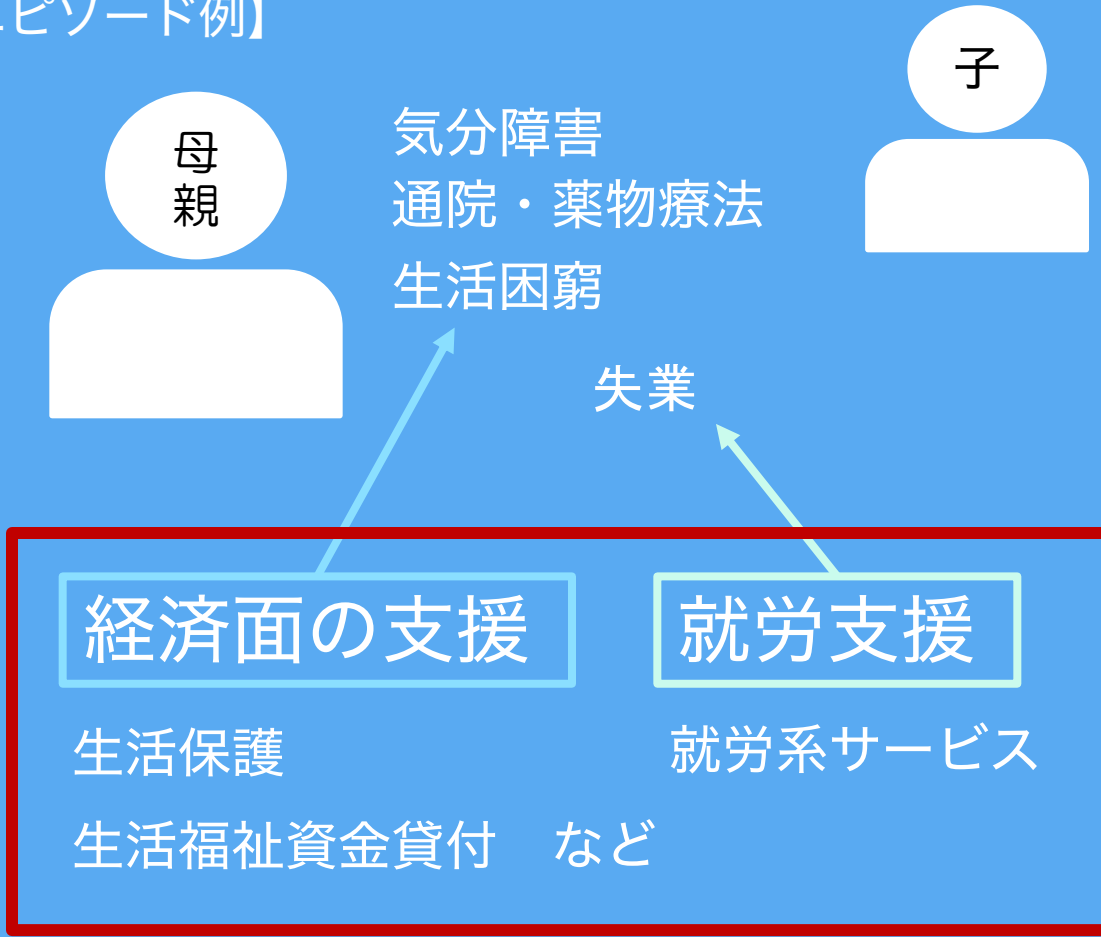 ピソード例】
子
母
親
気分障害
通院・薬物療法
生活困窮
失業
経済面の支援
就労支援
生活保護
就労系サービス
生活福祉資金貸付　など